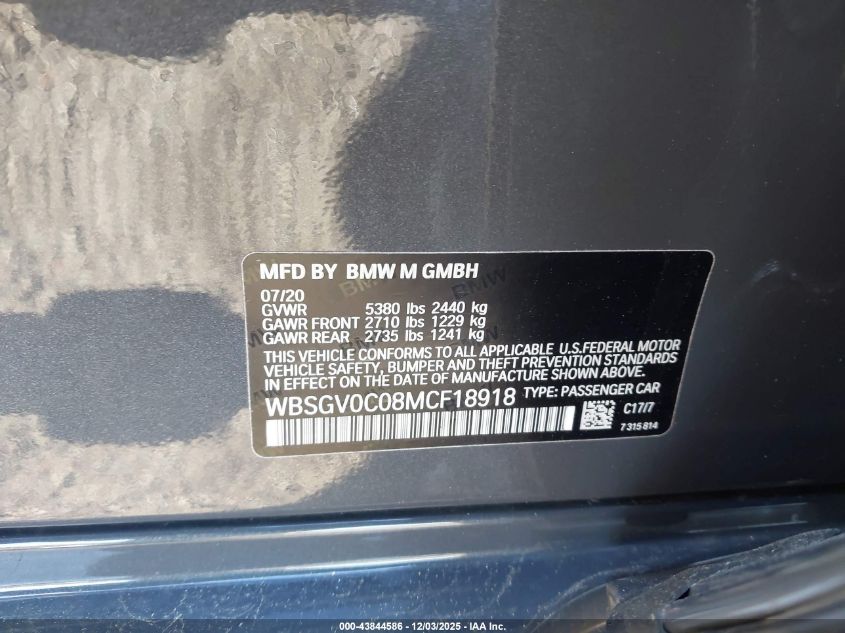 MFD BY BMW M GMBH
07/20
GVWR 5380 lbs 2440 kg
GAWR FRONT 2710 lbs 1229 kg
GAWR REAR 2735 lbs 1241 kg
THIS VEHICLE CONFORMS TO ALL APPLICABLE U.S.FEDERAL MOTOR
VEHICLE SAFETY, BUMPER, AND THEFT PREVENTION STANDARDS
IN EFFECT ON THE DATE OF MANUFACTURE SHOWN ABOVE.
WBSGV0C08MCF18918 TYPE: PASSENGER CAR
C17/7
7315814
000-43844586 - 12/03/2025 - IAA Inc.